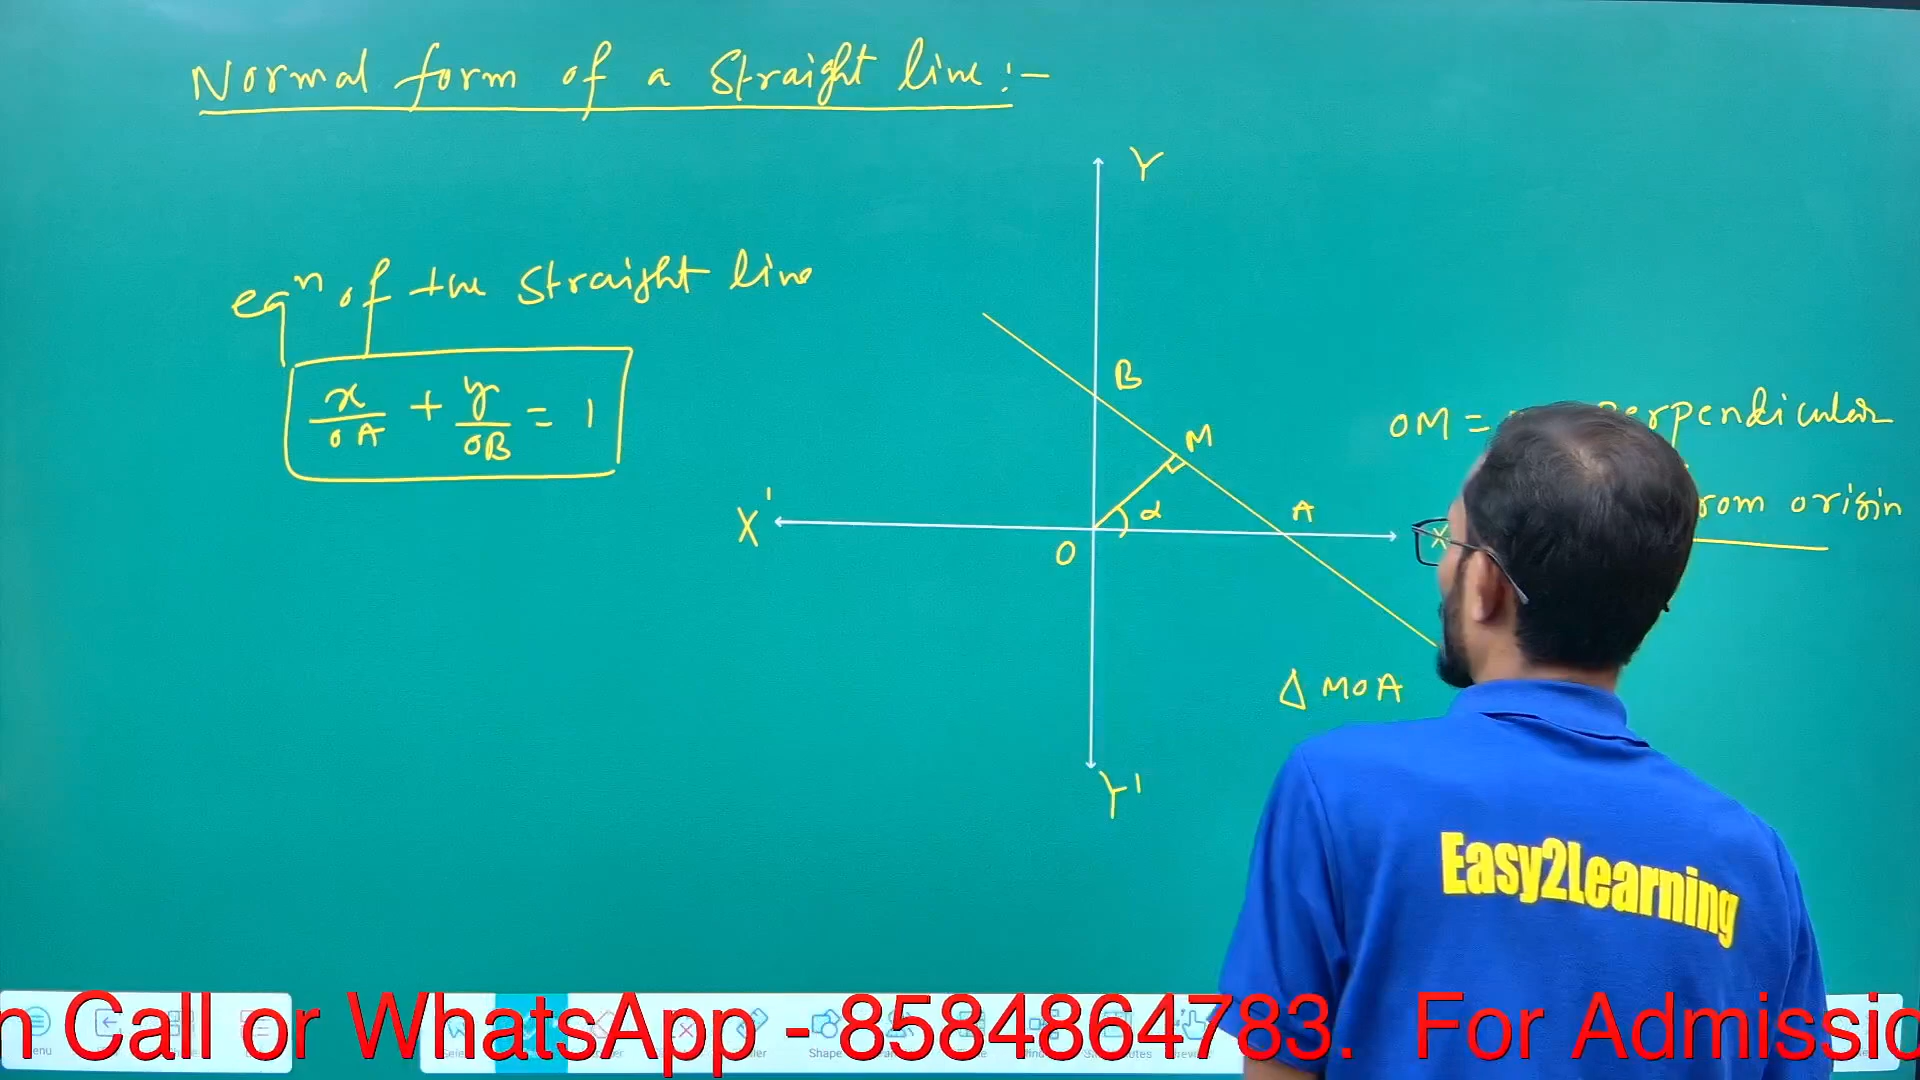 Normal form of a straight line:-
Y
eqⁿ of the straight line
B
x/OA + y/OB = 1
M
OM = perpendicular
from origin
X'
α
A
X
O
Δ MOA
Y'
Easy2Learning
n Call or WhatsApp - 8584864783. For Admissio